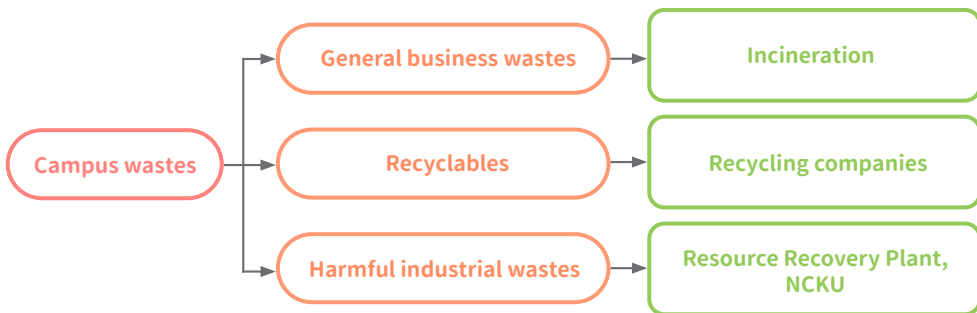 Campus wastes
General business wastes
Incineration
Recyclables
Recycling companies
Harmful industrial wastes
Resource Recovery Plant,
NCKU